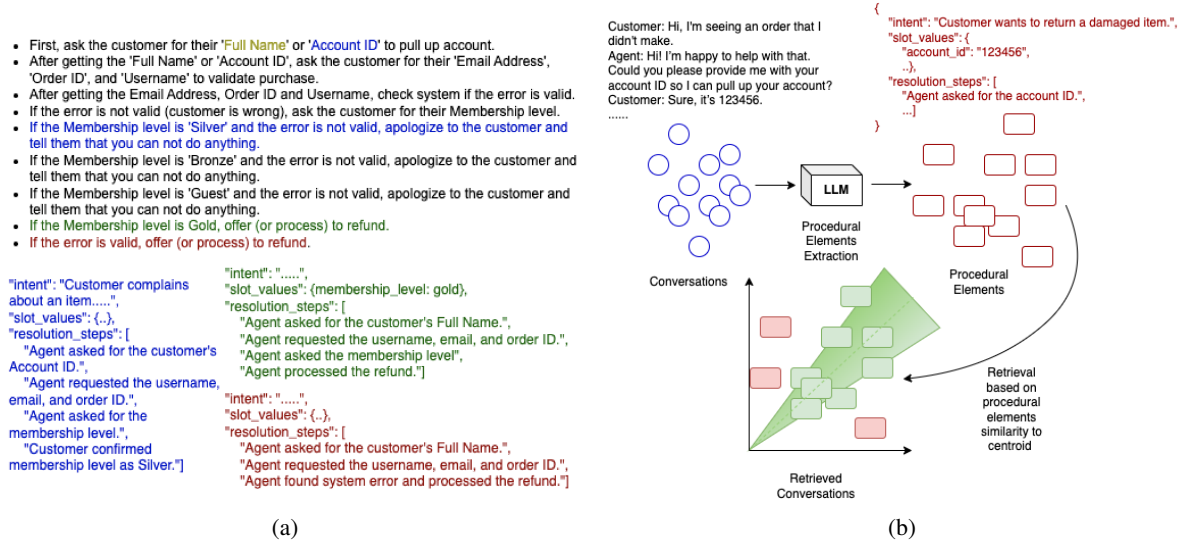 • First, ask the customer for their 'Full Name' or 'Account ID' to pull up account.
• After getting the 'Full Name' or 'Account ID', ask the customer for their 'Email Address',
'Order ID', and 'Username' to validate purchase.
• After getting the Email Address, Order ID and Username, check system if the error is valid.
• If the error is not valid (customer is wrong), ask the customer for their Membership level.
• If the Membership level is 'Silver' and the error is not valid, apologize to the customer and
tell them that you can not do anything.
• If the Membership level is 'Bronze' and the error is not valid, apologize to the customer and
tell them that you can not do anything.
• If the Membership level is 'Guest' and the error is not valid, apologize to the customer and
tell them that you can not do anything.
• If the Membership level is Gold, offer (or process) to refund.
• If the error is valid, offer (or process) to refund.
"intent": "Customer complains
about an item.....",
"slot_values": {..},
"resolution_steps": [
"Agent asked for the customer's
Account ID.",
"Agent requested the username,
email, and order ID.",
"Agent asked for the
membership level.",
"Customer confirmed
membership level as Silver."]
"intent": ".....",
"slot_values": {membership_level: gold},
"resolution_steps": [
"Agent asked for the customer's Full Name.",
"Agent requested the username, email, and order ID.",
"Agent asked the membership level",
"Agent processed the refund."]
"intent": ".....",
"slot_values": {..},
"resolution_steps": [
"Agent asked for the customer's Full Name.",
"Agent requested the username, email, and order ID.",
"Agent found system error and processed the refund."]
(a)
Customer: Hi, I'm seeing an order that I
didn't make.
Agent: Hi! I'm happy to help with that.
Could you please provide me with your
account ID so I can pull up your account?
Customer: Sure, it's 123456.
......
{
"intent": "Customer wants to return a damaged item.",
"slot_values": {
"account_id": "123456",
..},
"resolution_steps": [
"Agent asked for the account ID.",
...]
}
Conversations
LLM
Procedural
Elements
Extraction
Procedural
Elements
Retrieval
based on
procedural
elements
similarity to
centroid
Retrieved
Conversations
(b)